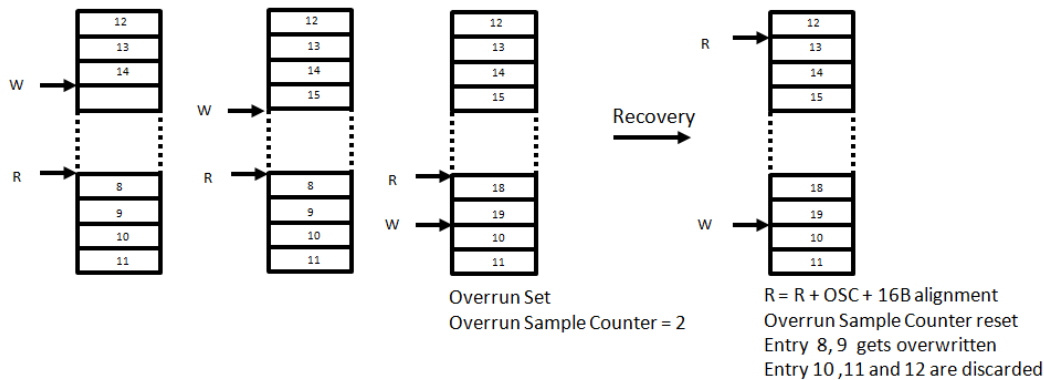 12
13
14
W
R
8
9
10
11
12
13
14
15
W
R
8
9
10
11
12
13
14
15
R
W
18
19
10
11
Overrun Set
Overrun Sample Counter = 2
Recovery
12
R
13
14
15
18
19
W
10
11
R = R + OSC + 16B alignment
Overrun Sample Counter reset
Entry 8, 9 gets overwritten
Entry 10 ,11 and 12 are discarded